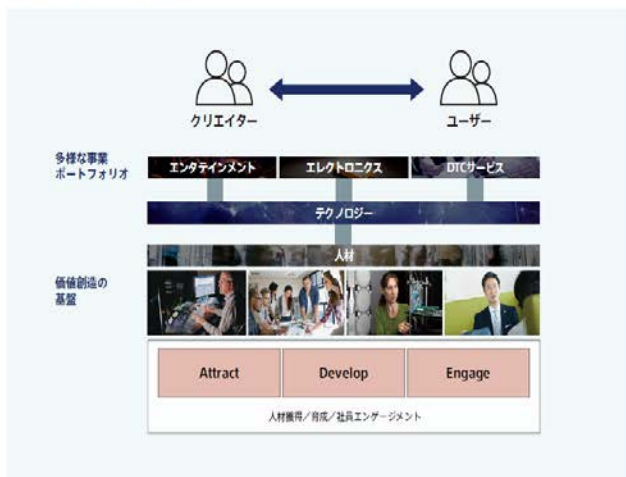 クリエイター
ユーザー
多様な事業
ポートフォリオ
エンタテインメント
エレクトロニクス
DTCサービス
テクノロジー
人材
価値創造の
基盤
Attract
Develop
Engage
人材獲得／育成／社員エンゲージメント